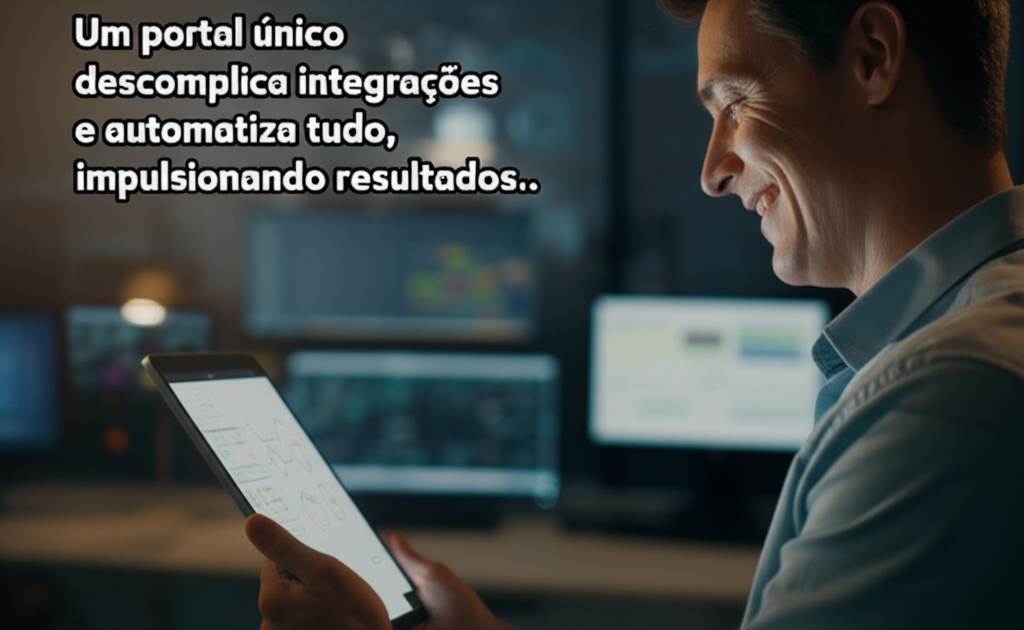 Um portal único
descomplica integrações
e automatiza tudo,
impulsionando resultados..